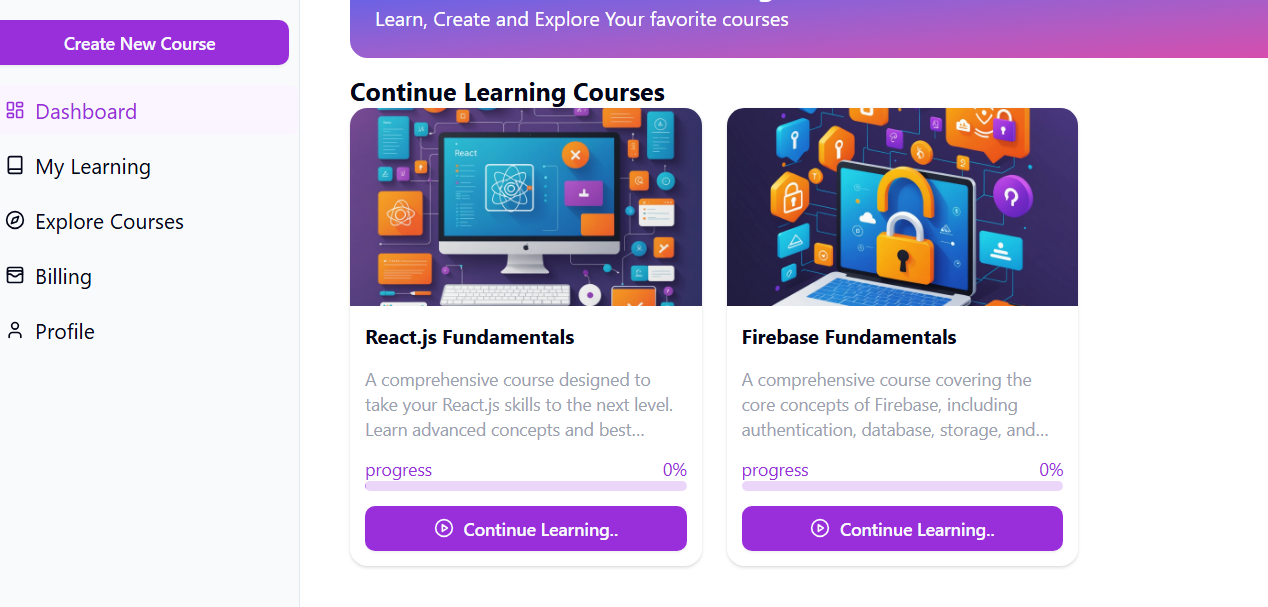 Learn, Create and Explore Your favorite courses
Create New Course
Dashboard
My Learning
Explore Courses
Billing
Profile
Continue Learning Courses
React
React.js Fundamentals
A comprehensive course designed to
take your React.js skills to the next level.
Learn advanced concepts and best...
progress 0%
Continue Learning..
Firebase Fundamentals
A comprehensive course covering the
core concepts of Firebase, including
authentication, database, storage, and...
progress 0%
Continue Learning..